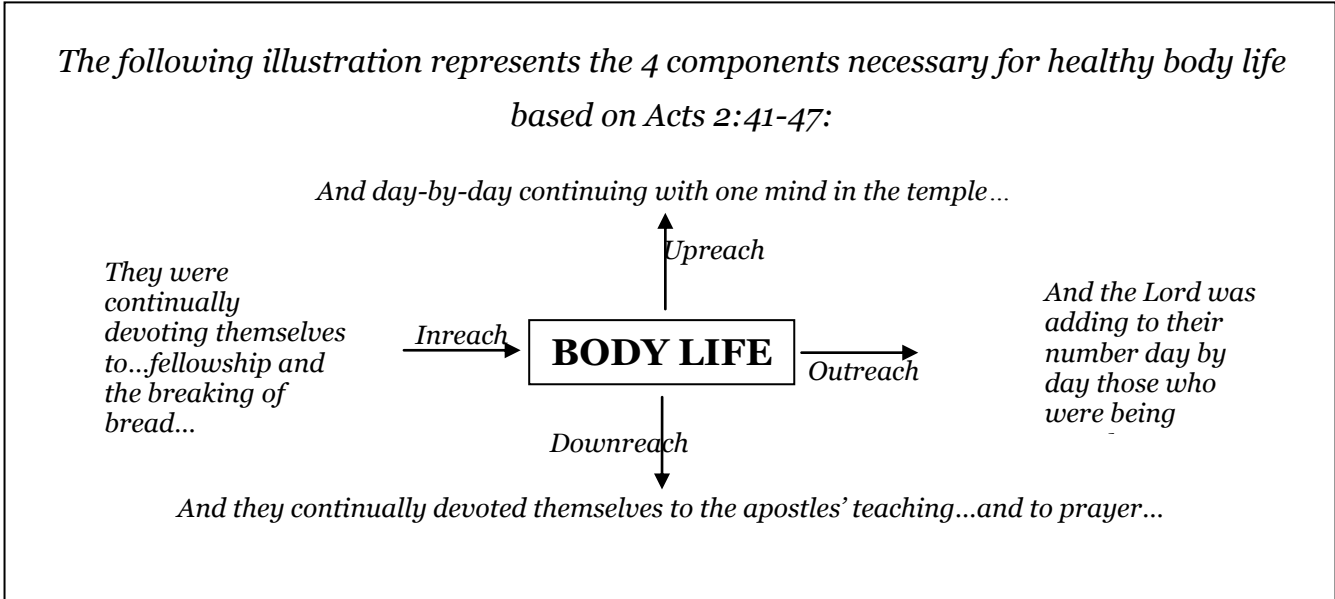 The following illustration represents the 4 components necessary for healthy body life
based on Acts 2:41-47:
And day-by-day continuing with one mind in the temple…
Upreach
They were
continually
devoting themselves
to…fellowship and
the breaking of
bread…
Inreach
BODY LIFE
Outreach
And the Lord was
adding to their
number day by
day those who
were being
Downreach
And they continually devoted themselves to the apostles’ teaching…and to prayer…